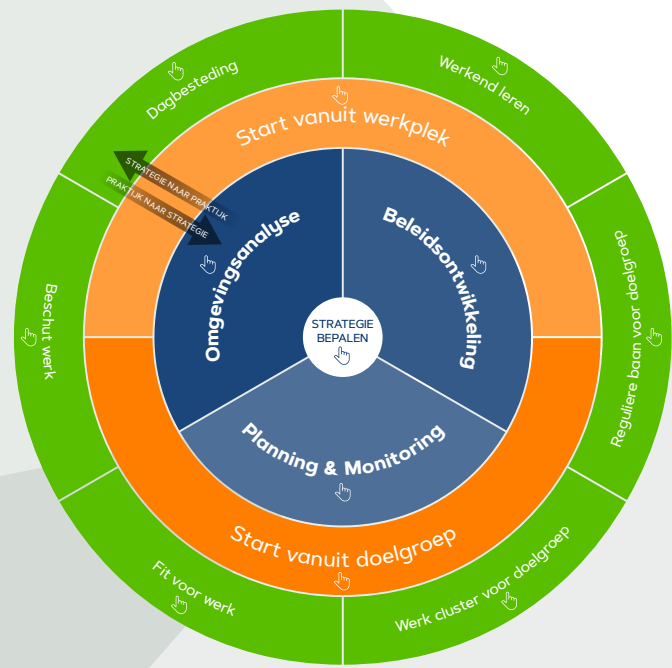 Dagbesteding
Werkend leren
Start vanuit werkplek
STRATEGIE NAAR PRAKTIJK
PRAKTIJK NAAR STRATEGIE
Omgevingsanalyse
Beleidsontwikkeling
Beschut werk
Reguliere baan voor doelgroep
STRATEGIE
BEPALEN
Planning & Monitoring
Start vanuit doelgroep
Fit voor werk
Werk cluster voor doelgroep